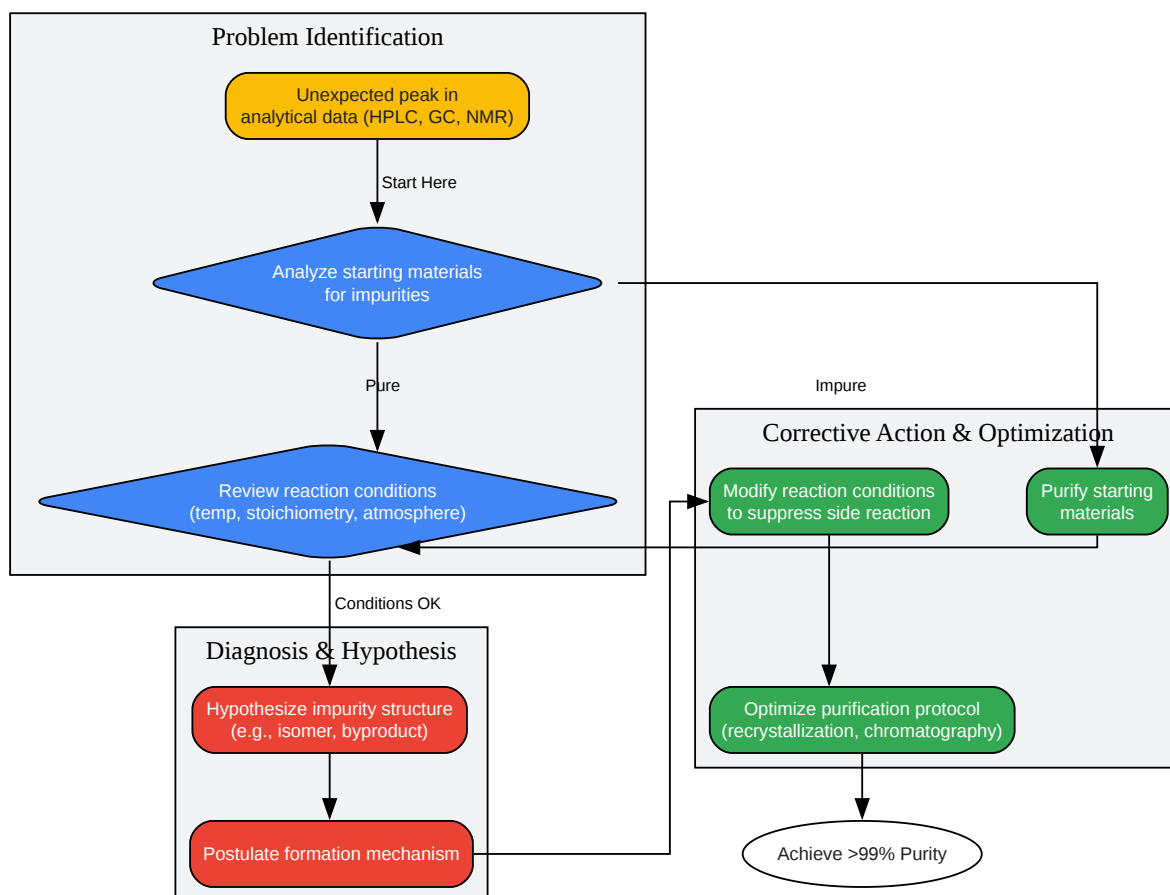 Problem Identification
Unexpected peak in
analytical data (HPLC, GC, NMR)
Start Here
Analyze starting materials
for impurities
Pure
Impure
Review reaction conditions
(temp, stoichiometry, atmosphere)
Corrective Action & Optimization
Modify reaction conditions
to suppress side reaction
Purify starting
materials
Conditions OK
Diagnosis & Hypothesis
Hypothesize impurity structure
(e.g., isomer, byproduct)
Optimize purification protocol
(recrystallization, chromatography)
Postulate formation mechanism
Achieve >99% Purity